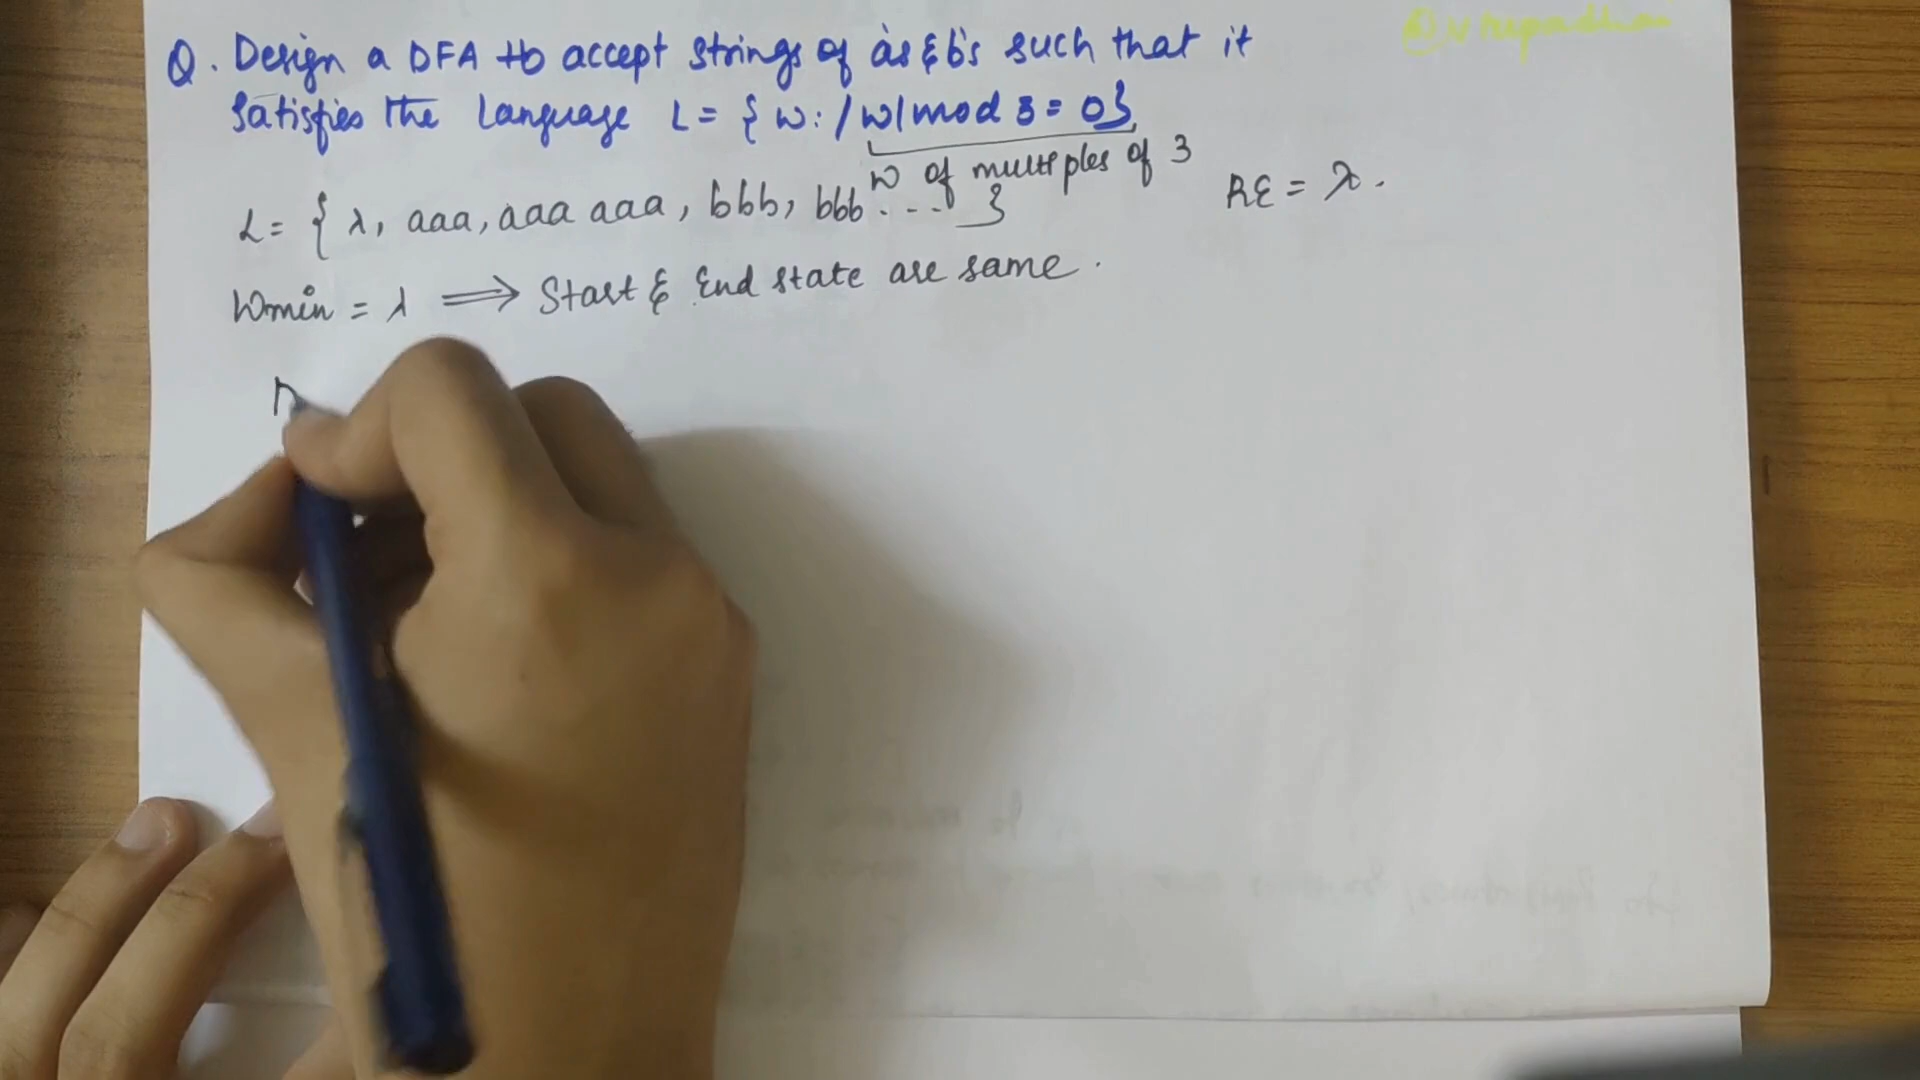 Q. Design a DFA to accept strings of a's & b's such that it
satisfies the Language L = { w: /w/mod 3 = 0}
w of multiples of 3
L = { λ, aaa, aaa aaa, bbb, bbb . . . }
RE = λ.
Wmin = λ ⟹ Start & End state are same.